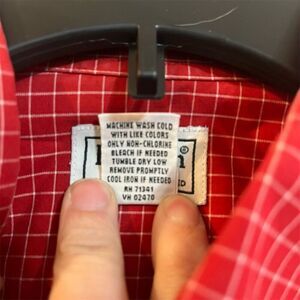 MACHINE WASH COLD
WITH LIKE COLORS
ONLY NON-CHLORINE
BLEACH IF NEEDED
TUMBLE DRY LOW
REMOVE PROMPTLY
COOL IRON IF NEEDED
RN 71341
VH 02470